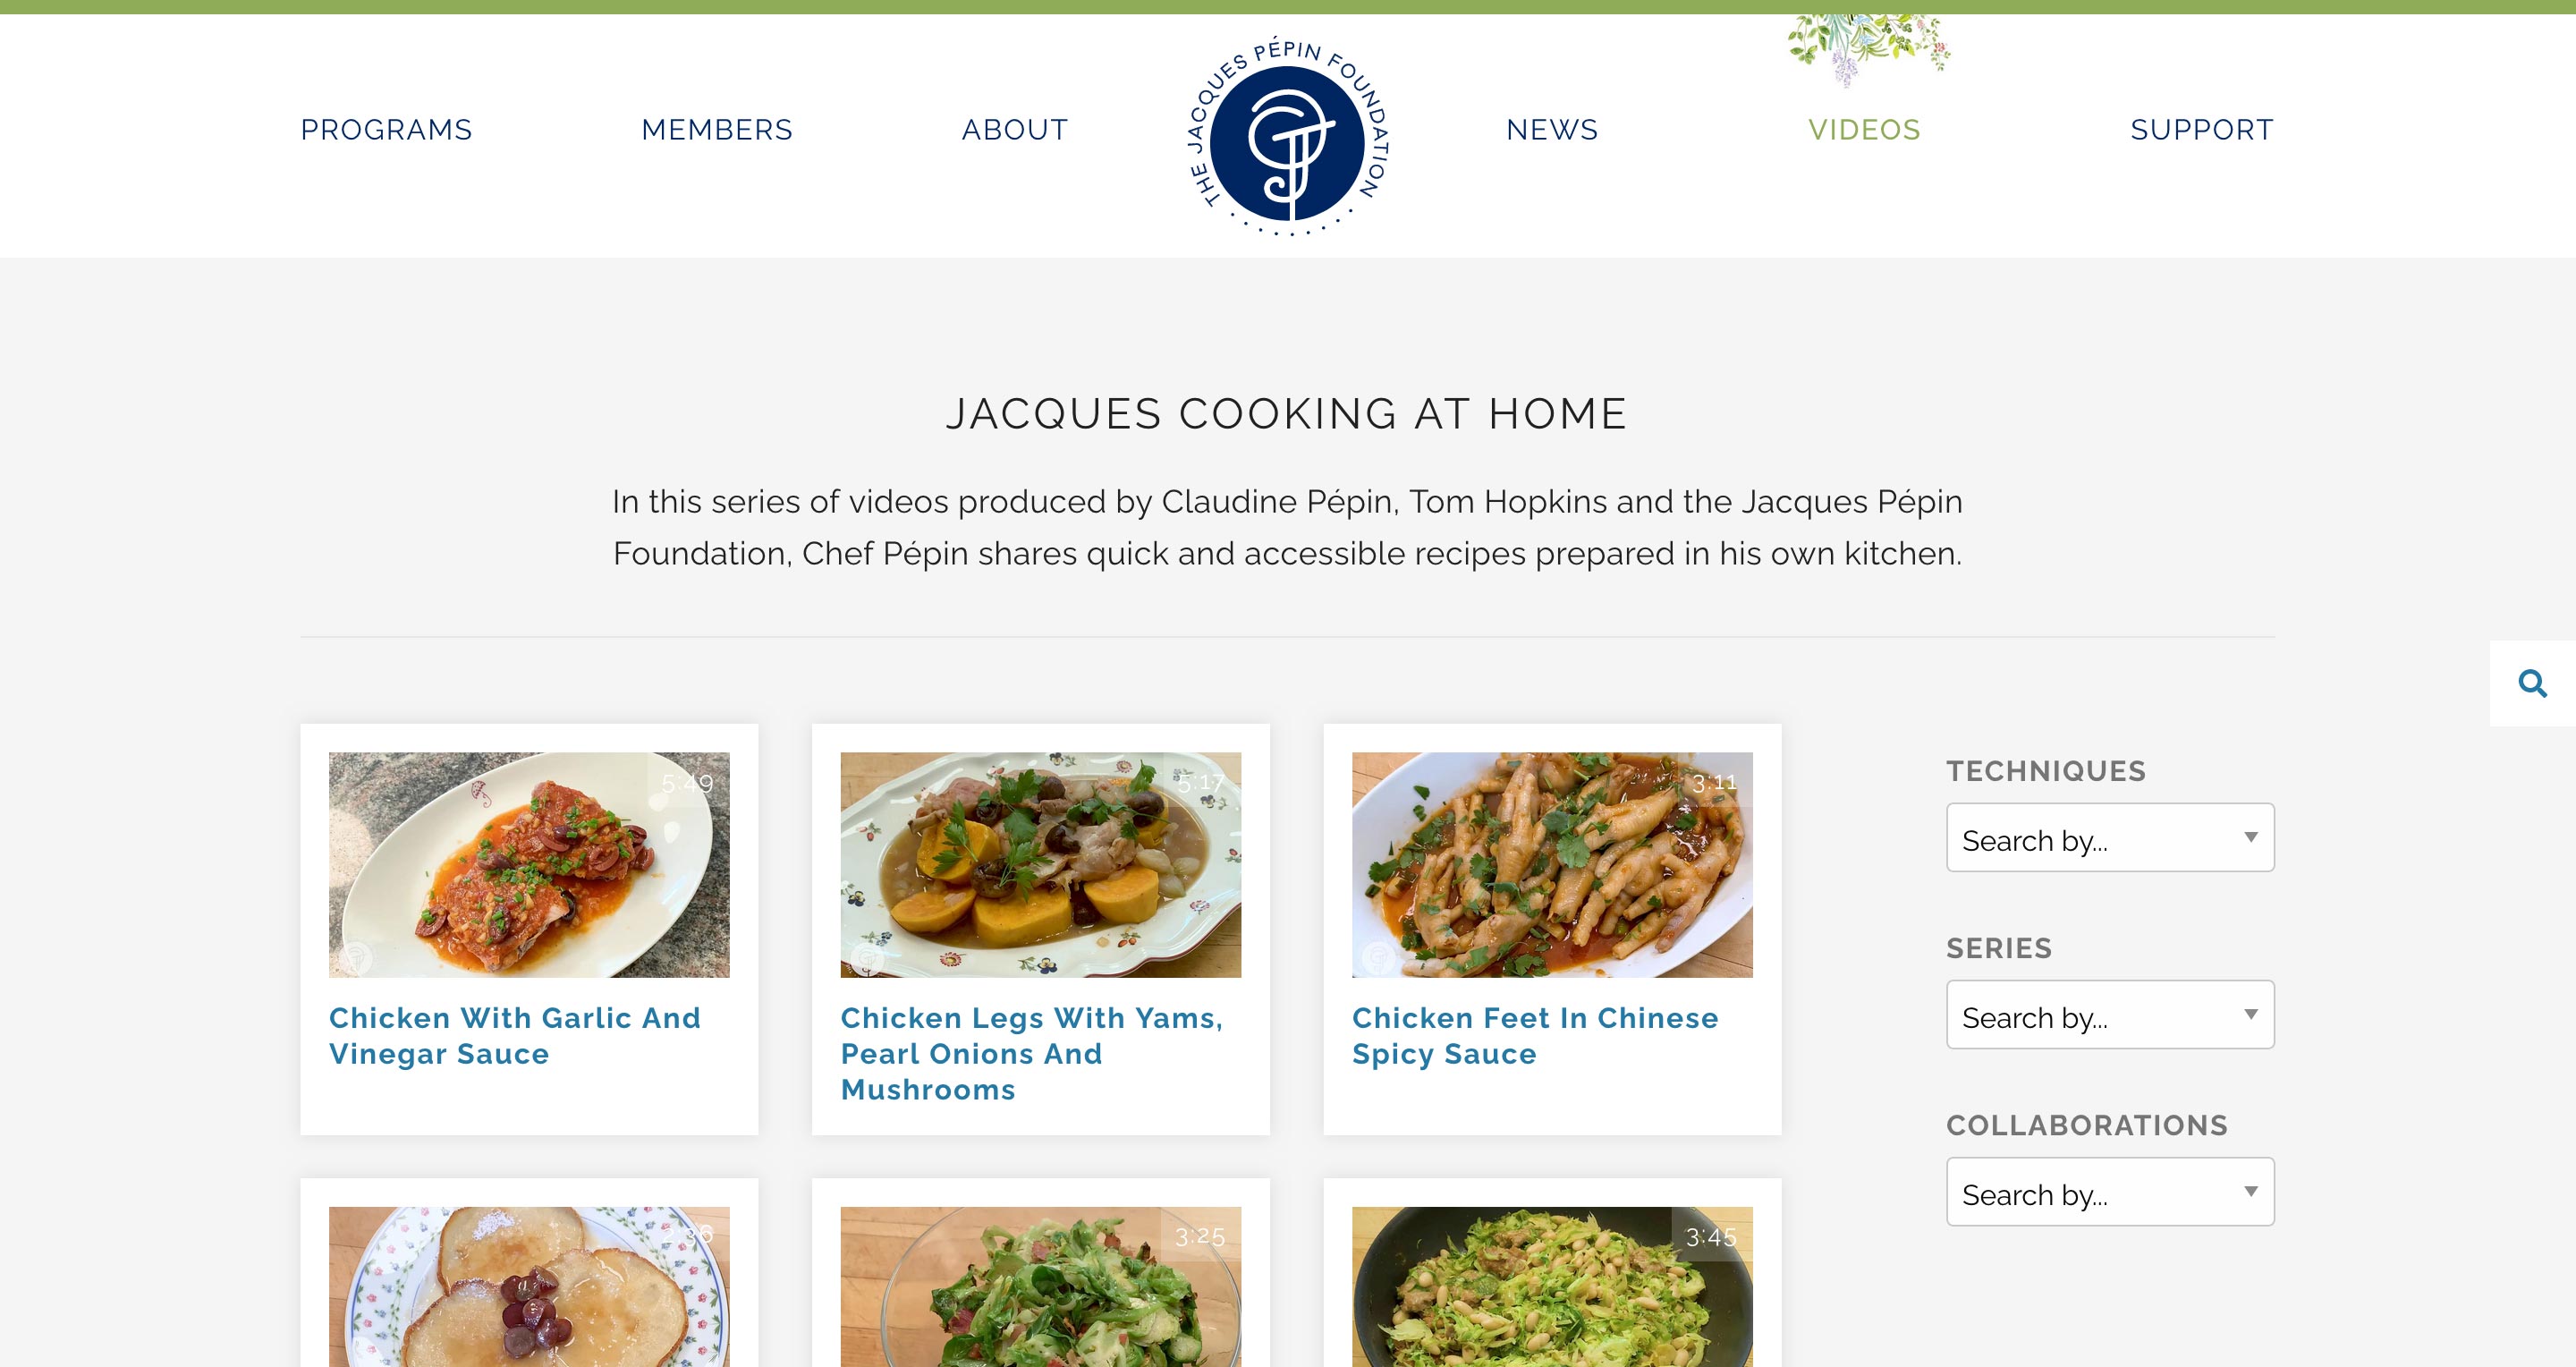 PROGRAMS
MEMBERS
ABOUT
THE JACQUES PÉPIN FOUNDATION
NEWS
VIDEOS
SUPPORT
JACQUES COOKING AT HOME
In this series of videos produced by Claudine Pépin, Tom Hopkins and the Jacques Pépin
Foundation, Chef Pépin shares quick and accessible recipes prepared in his own kitchen.
5:49
Chicken With Garlic And
Vinegar Sauce
5:17
Chicken Legs With Yams,
Pearl Onions And
Mushrooms
3:11
Chicken Feet In Chinese
Spicy Sauce
2:36
3:25
3:45
TECHNIQUES
Search by...
SERIES
Search by...
COLLABORATIONS
Search by...